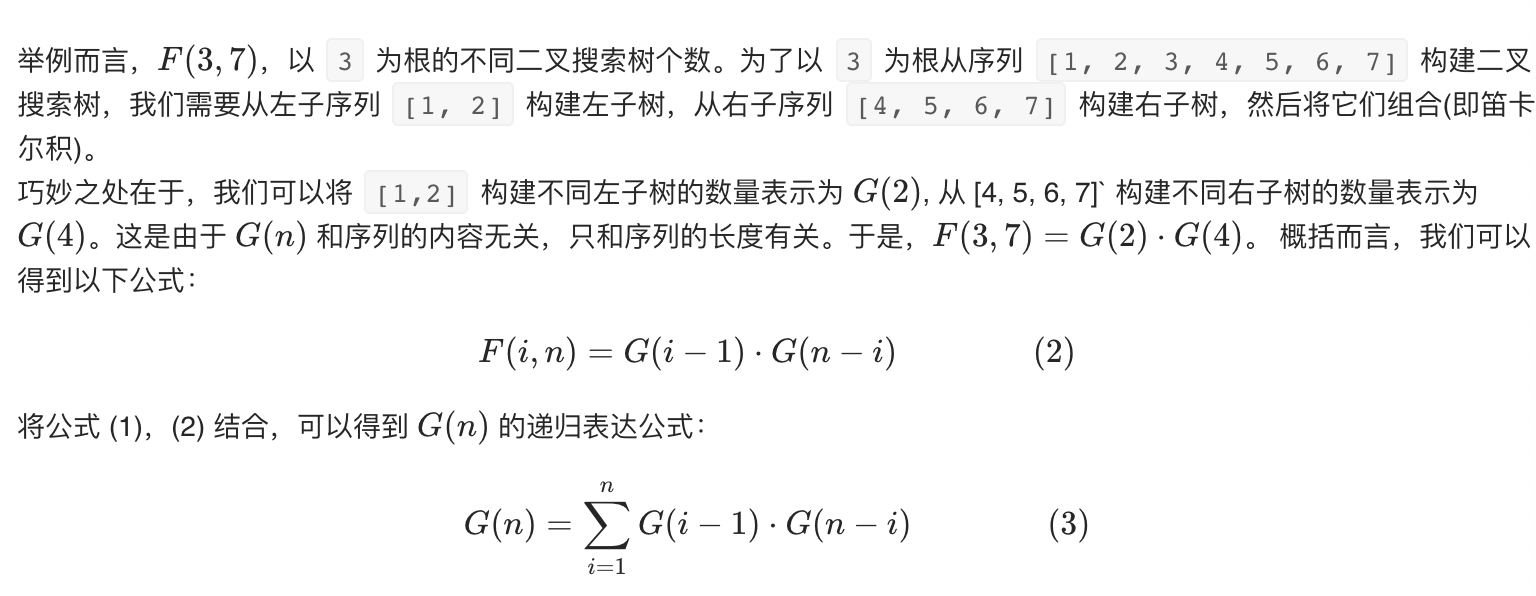 举例而言，F(3,7)，以 3 为根的不同二叉搜索树个数。为了以 3 为根从序列 [1, 2, 3, 4, 5, 6, 7] 构建二叉
搜索树，我们需要从左子序列 [1, 2] 构建左子树，从右子序列 [4, 5, 6, 7] 构建右子树，然后将它们组合(即笛卡
尔积)。
巧妙之处在于，我们可以将 [1,2] 构建不同左子树的数量表示为 G(2), 从 [4, 5, 6, 7]` 构建不同右子树的数量表示为
G(4)。这是由于 G(n) 和序列的内容无关，只和序列的长度有关。于是，F(3,7) = G(2) · G(4)。 概括而言，我们可以
得到以下公式：
F(i, n) = G(i − 1) · G(n − i) (2)
将公式 (1)，(2) 结合，可以得到 G(n) 的递归表达公式：
G(n) = ∑_{i=1}^{n} G(i − 1) · G(n − i) (3)